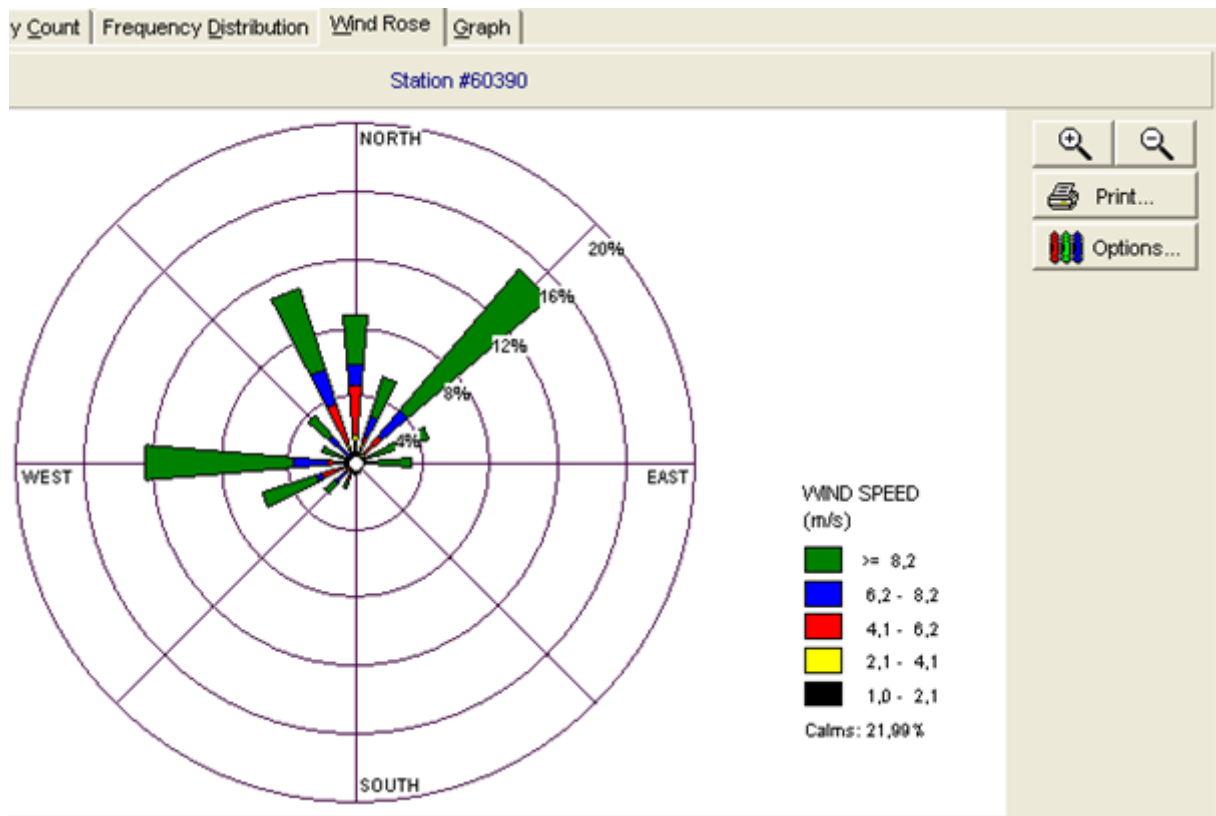 y Count Frequency Distribution Wind Rose Graph
Station #60390
NORTH
20%
16%
12%
8%
4%
WEST
EAST
SOUTH
Print...
Options...
WIND SPEED
(m/s)
>= 8,2
6,2 - 8,2
4,1 - 6,2
2,1 - 4,1
1,0 - 2,1
Calms: 21,99%